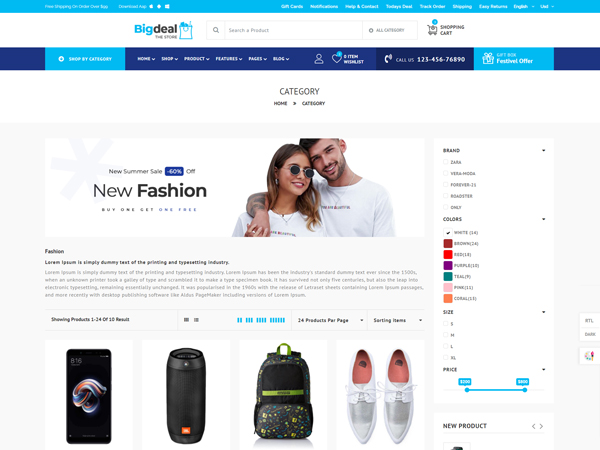 Free Shipping On Order Over $99
Download App
Gift Cards
Notifications
Help & Contact
Todays Deal
Track Order
Shipping
Easy Returns
English
Usd
Bigdeal
THE STORE
Search a Product
ALL CATEGORY
0
SHOPPING
CART
SHOP BY CATEGORY
HOME
SHOP
PRODUCT
FEATURES
PAGES
BLOG
0 ITEM
WISHLIST
CALL US 123-456-76890
GIFT BOX
Festivel Offer
CATEGORY
HOME » CATEGORY
New Summer Sale -60% Off
New Fashion
BUY ONE GET ONE FREE
BRAND
ZARA
VERA-MODA
FOREVER-21
ROADSTER
ONLY
COLORS
WHITE (14)
BROWN(24)
RED(18)
PURPLE(10)
TEAL(9)
PINK(11)
CORAL(15)
SIZE
S
M
L
XL
PRICE
$200
$800
NEW PRODUCT
RTL
DARK
Fashion
Lorem Ipsum is simply dummy text of the printing and typesetting industry.
Lorem Ipsum is simply dummy text of the printing and typesetting industry. Lorem Ipsum has been the industry's standard dummy text ever since the 1500s,
when an unknown printer took a galley of type and scrambled it to make a type specimen book. It has survived not only five centuries, but also the leap into
electronic typesetting, remaining essentially unchanged. It was popularised in the 1960s with the release of Letraset sheets containing Lorem Ipsum passages,
and more recently with desktop publishing software like Aldus PageMaker including versions of Lorem Ipsum.
Showing Products 1-24 Of 10 Result
24 Products Per Page
Sorting Items
8:16
JBL